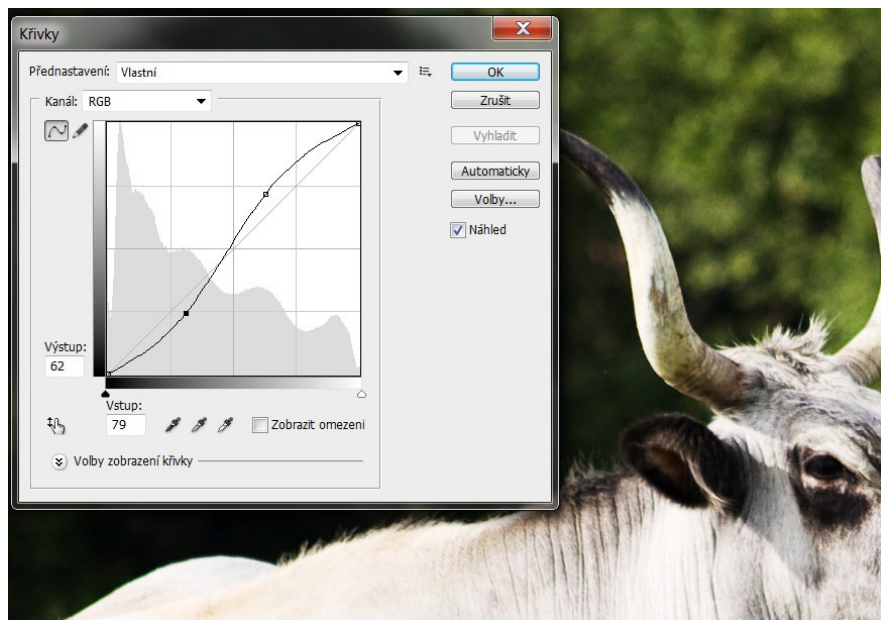 Křivky
Přednastavení: Vlastní
OK
Kanál: RGB
Zrušit
Vyhladit
Automaticky
Volby...
Náhled
Výstup:
62
Vstup:
79
Zobrazit omezení
Volby zobrazení křivky